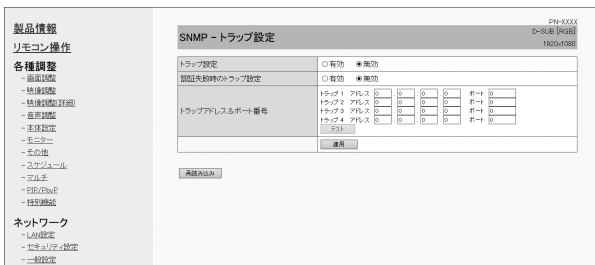 製品情報
リモコン操作
各種調整
- 画面調整
- 映像調整
- 映像調整(詳細)
- 音声調整
- 本体設定
- モニター
- その他
- スケジュール
- マルチ
- PIP/PbyP
- 特別機能
ネットワーク
- LAN設定
- セキュリティ設定
- 一般設定
PN-XXXX
SNMP - トラップ設定
D-SUB [RGB]
1920x1080
トラップ設定 有効 無効
認証失敗時のトラップ設定 有効 無効
トラップアドレス&ポート番号
トラップ 1 アドレス 0 . 0 . 0 . 0 ポート 0
トラップ 2 アドレス 0 . 0 . 0 . 0 ポート 0
トラップ 3 アドレス 0 . 0 . 0 . 0 ポート 0
トラップ 4 アドレス 0 . 0 . 0 . 0 ポート 0
テスト
適用
再読み込み